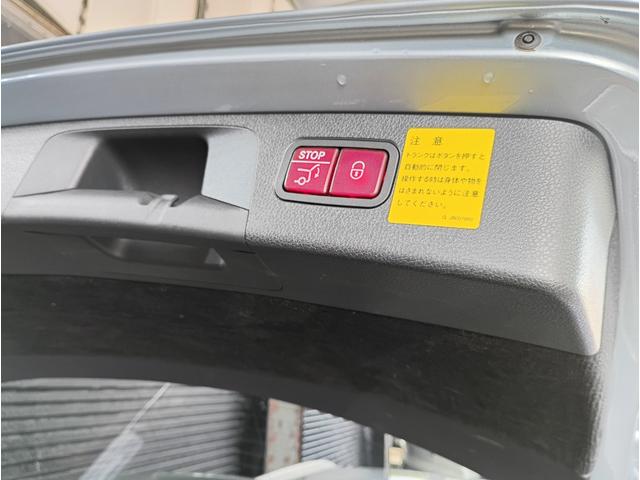 STOP
注意
トランクはボタンを押すと
自動的に閉じます。
操作する時は身体や物を
はさまれないように注意
してください。